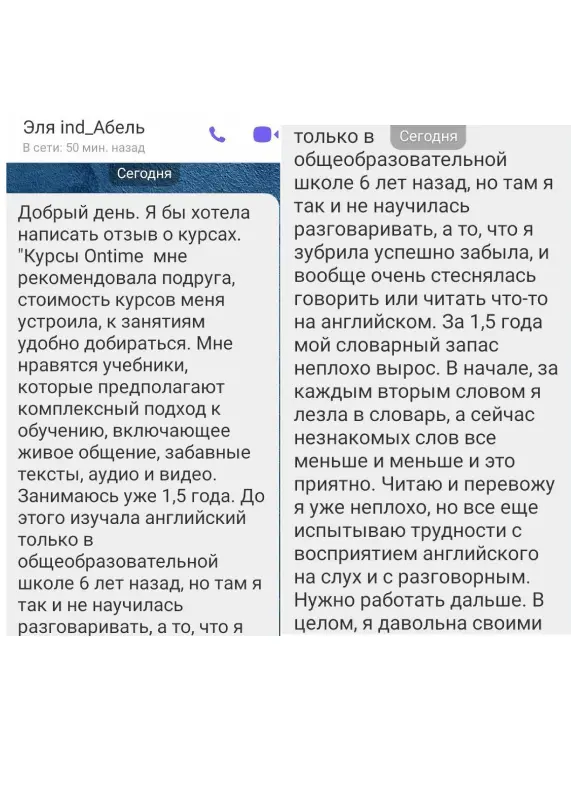 Эля ind_Абель
В сети: 50 мин. назад
Сегодня
Добрый день. Я бы хотела
написать отзыв о курсах.
"Курсы Ontime мне
рекомендовала подруга,
стоимость курсов меня
устроила, к занятиям
удобно добираться. Мне
нравятся учебники,
которые предполагают
комплексный подход к
обучению, включающее
живое общение, забавные
тексты, аудио и видео.
Занимаюсь уже 1,5 года. До
этого изучала английский
только в
общеобразовательной
школе 6 лет назад, но там я
так и не научилась
разговаривать, а то, что я
только в
Сегодня
общеобразовательной
школе 6 лет назад, но там я
так и не научилась
разговаривать, а то, что я
зубрила успешно забыла, и
вообще очень стеснялась
говорить или читать что-то
на английском. За 1,5 года
мой словарный запас
неплохо вырос. В начале, за
каждым вторым словом я
лезла в словарь, а сейчас
незнакомых слов все
меньше и меньше и это
приятно. Читаю и перевожу
я уже неплохо, но все еще
испытываю трудности с
восприятием английского
на слух и с разговорным.
Нужно работать дальше. В
целом, я давольна своими